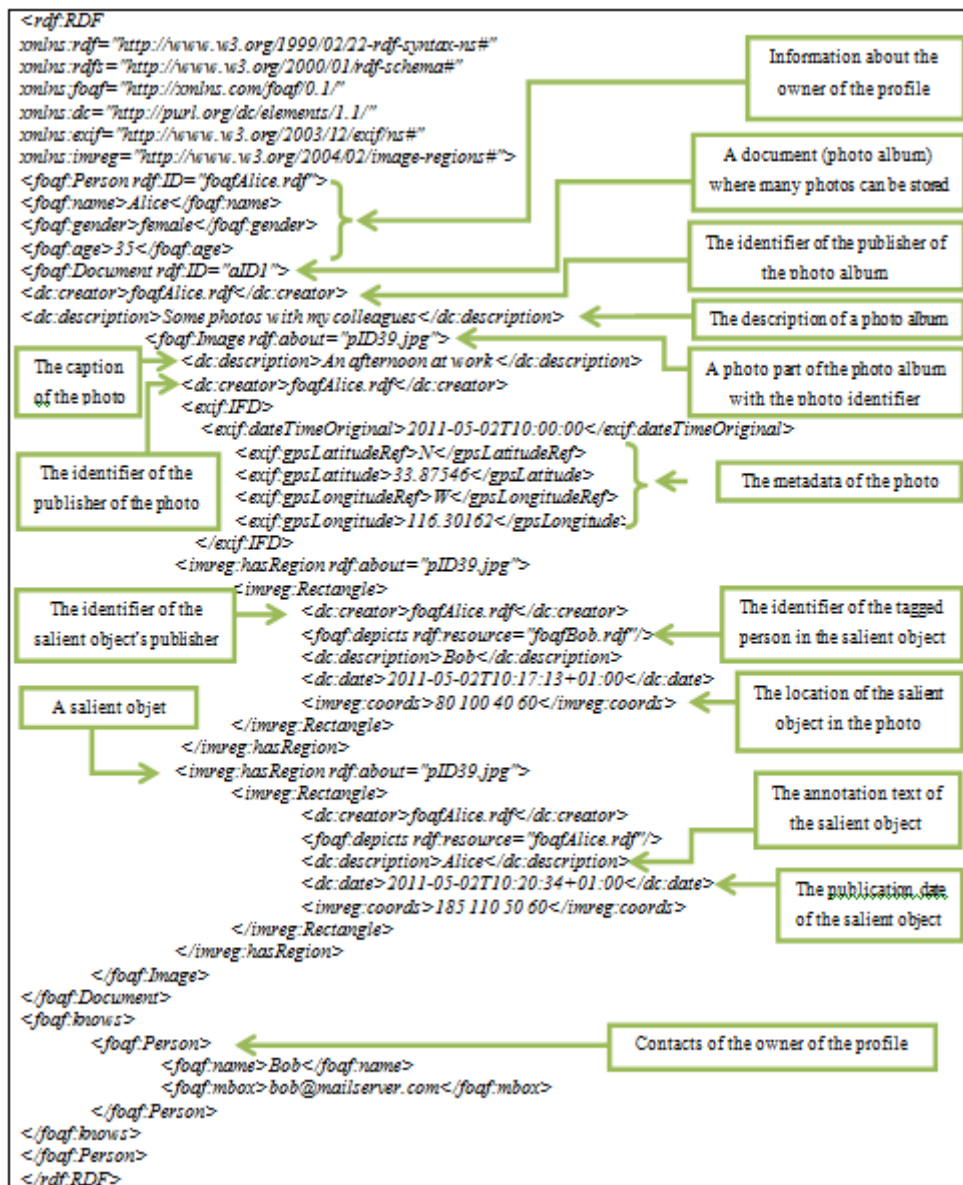 <rdf:RDF
xmlns:rdf="http://www.w3.org/1999/02/22-rdf-syntax-ns#"
xmlns:rdfs="http://www.w3.org/2000/01/rdf-schema#"
xmlns:foaf="http://xmlns.com/foaf/0.1/"
xmlns:dc="http://purl.org/dc/elements/1.1/"
xmlns:exif="http://www.w3.org/2003/12/exif/ns#"
xmlns:imreg="http://www.w3.org/2004/02/image-regions#">
<foaf:Person rdf:ID="foafAlice.rdf">
<foaf:name>Alice</foaf:name>
<foaf:gender>female</foaf:gender>
<foaf:age>35</foaf:age>
<foaf:Document rdf:ID="aID1">
<dc:creator>foafAlice.rdf</dc:creator>
<dc:description>Some photos with my colleagues</dc:description>
<foaf:Image rdf:about="pID39.jpg">
<dc:description>An afternoon at work</dc:description>
<dc:creator>foafAlice.rdf</dc:creator>
<exif:IFD>
<exif:dateTimeOriginal>2011-05-02T10:00:00</exif:dateTimeOriginal>
<exif:gpsLatitudeRef>N</gpsLatitudeRef>
<exif:gpsLatitude>33.87546</gpsLatitude>
<exif:gpsLongitudeRef>W</gpsLongitudeRef>
<exif:gpsLongitude>116.30162</gpsLongitude>
</exif:IFD>
<imreg:hasRegion rdf:about="pID39.jpg">
<imreg:Rectangle>
<dc:creator>foafAlice.rdf</dc:creator>
<foaf:depicts rdf:resource="foafBob.rdf"/>
<dc:description>Bob</dc:description>
<dc:date>2011-05-02T10:17:13+01:00</dc:date>
<imreg:coords>80 100 40 60</imreg:coords>
</imreg:Rectangle>
</imreg:hasRegion>
<imreg:hasRegion rdf:about="pID39.jpg">
<imreg:Rectangle>
<dc:creator>foafAlice.rdf</dc:creator>
<foaf:depicts rdf:resource="foafAlice.rdf"/>
<dc:description>Alice</dc:description>
<dc:date>2011-05-02T10:20:34+01:00</dc:date>
<imreg:coords>185 110 50 60</imreg:coords>
</imreg:Rectangle>
</imreg:hasRegion>
</foaf:Image>
</foaf:Document>
<foaf:knows>
<foaf:Person>
<foaf:name>Bob</foaf:name>
<foaf:mbox>bob@mailserver.com</foaf:mbox>
</foaf:Person>
</foaf:knows>
</foaf:Person>
</rdf:RDF>
Information about the
owner of the profile
A document (photo album)
where many photos can be stored
The identifier of the publisher of
the photo album
The description of a photo album
A photo part of the photo album
with the photo identifier
The caption
of the photo
The identifier of the
publisher of the photo
The metadata of the photo
The identifier of the
salient object's publisher
The identifier of the tagged
person in the salient object
The location of the salient
object in the photo
A salient objet
The annotation text of
the salient object
The publication date
of the salient object
Contacts of the owner of the profile